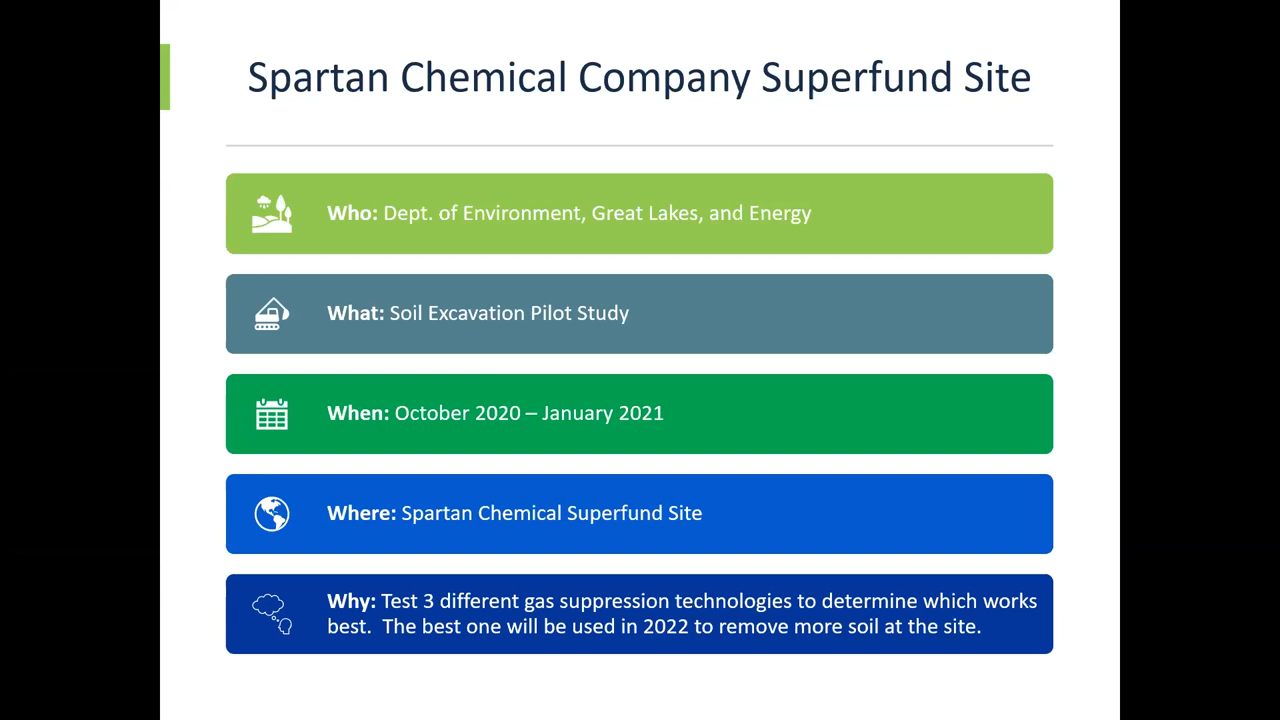 Spartan Chemical Company Superfund Site
Who: Dept. of Environment, Great Lakes, and Energy
What: Soil Excavation Pilot Study
When: October 2020 – January 2021
Where: Spartan Chemical Superfund Site
Why: Test 3 different gas suppression technologies to determine which works
best.  The best one will be used in 2022 to remove more soil at the site.